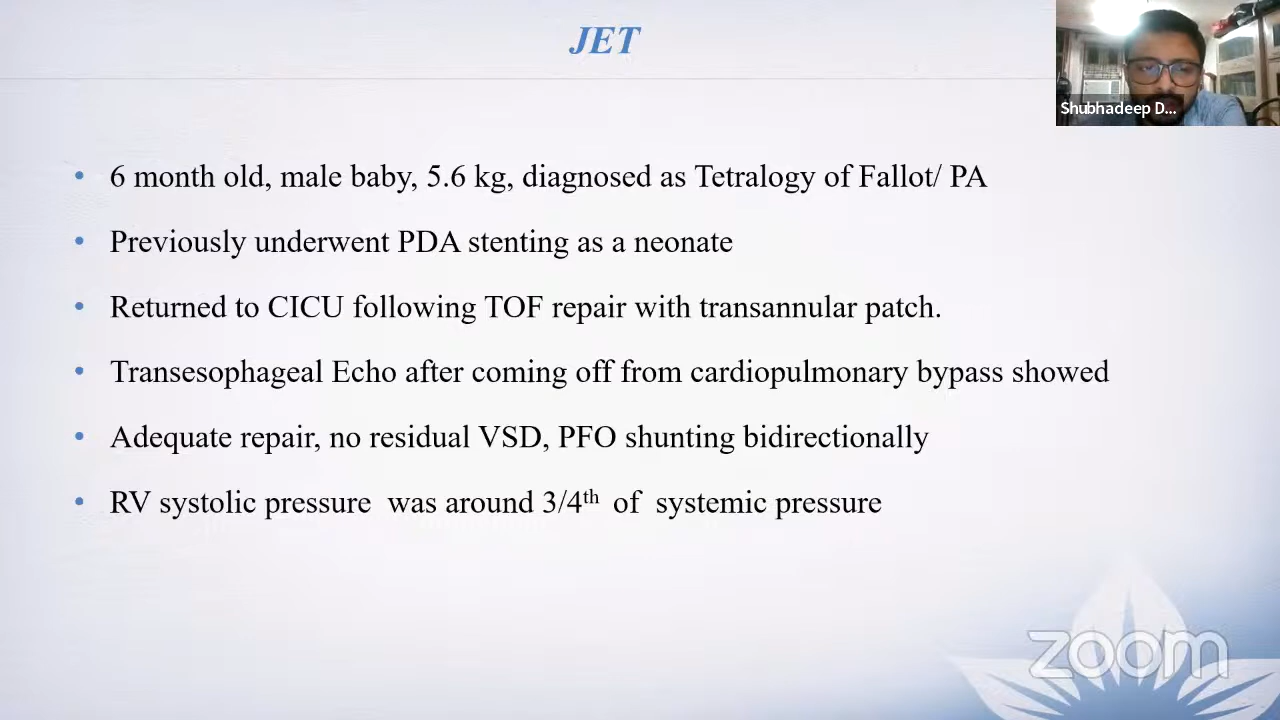 JET
Shubhadeep D...
• 6 month old, male baby, 5.6 kg, diagnosed as Tetralogy of Fallot/ PA
• Previously underwent PDA stenting as a neonate
• Returned to CICU following TOF repair with transannular patch.
• Transesophageal Echo after coming off from cardiopulmonary bypass showed
• Adequate repair, no residual VSD, PFO shunting bidirectionally
• RV systolic pressure was around 3/4th of systemic pressure
zoom